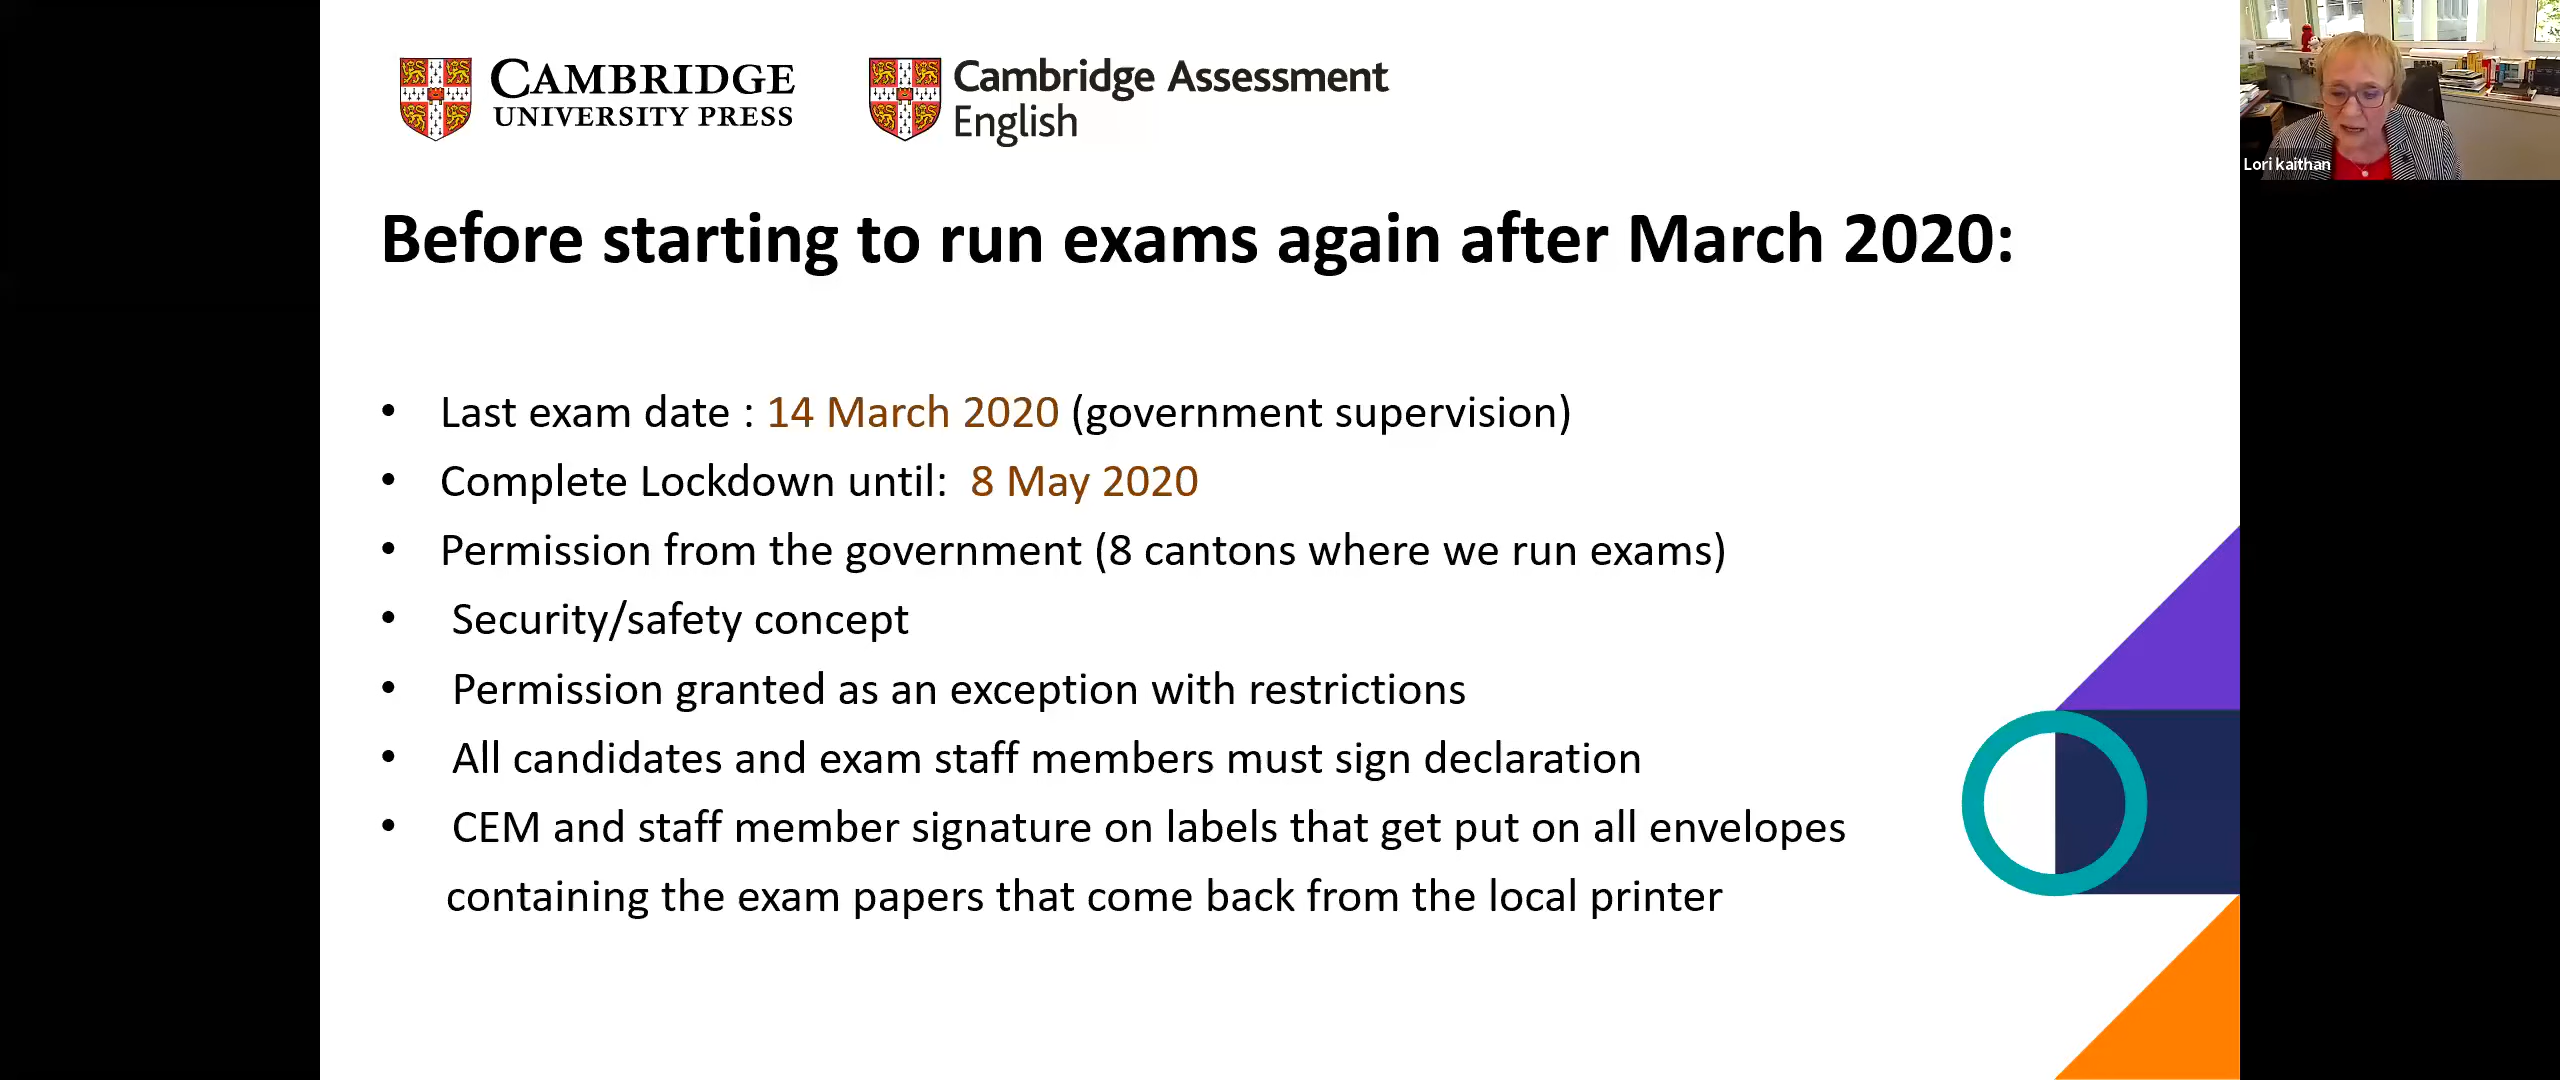 CAMBRIDGE
UNIVERSITY PRESS
Cambridge Assessment
English
Lori kaithan
Before starting to run exams again after March 2020:
• Last exam date : 14 March 2020 (government supervision)
• Complete Lockdown until: 8 May 2020
• Permission from the government (8 cantons where we run exams)
• Security/safety concept
• Permission granted as an exception with restrictions
• All candidates and exam staff members must sign declaration
• CEM and staff member signature on labels that get put on all envelopes
containing the exam papers that come back from the local printer